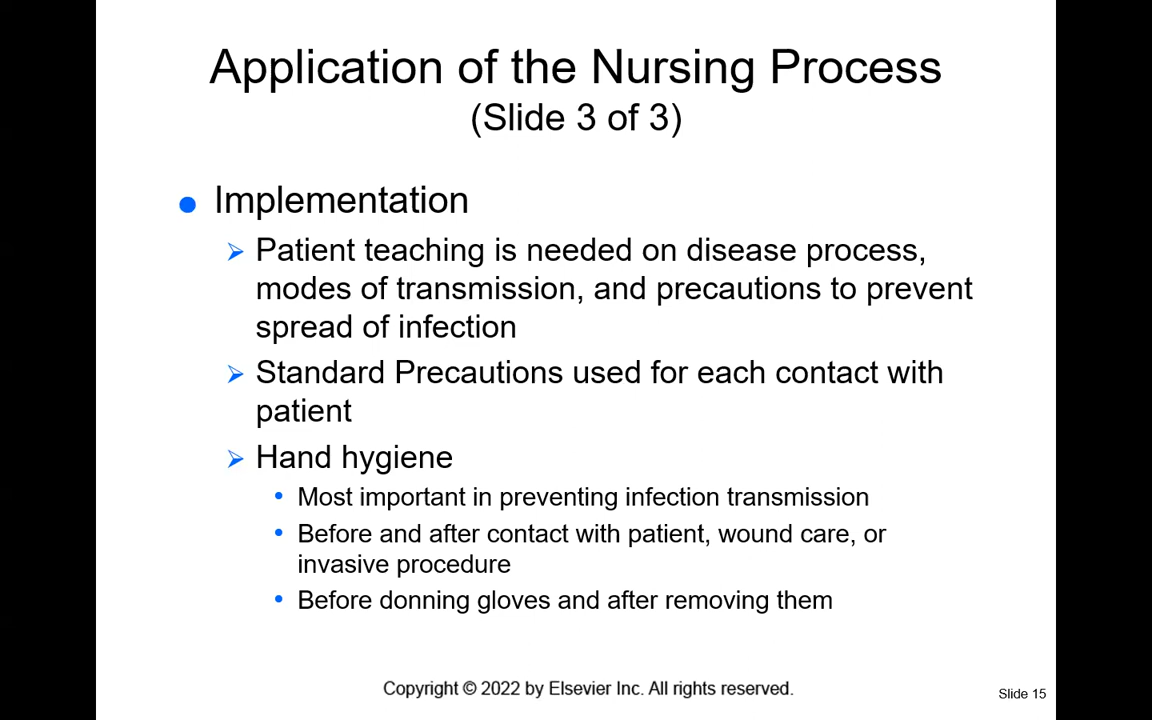 Application of the Nursing Process
(Slide 3 of 3)
Implementation
Patient teaching is needed on disease process,
modes of transmission, and precautions to prevent
spread of infection
Standard Precautions used for each contact with
patient
Hand hygiene
Most important in preventing infection transmission
Before and after contact with patient, wound care, or
invasive procedure
Before donning gloves and after removing them
Copyright © 2022 by Elsevier Inc. All rights reserved.
Slide 15